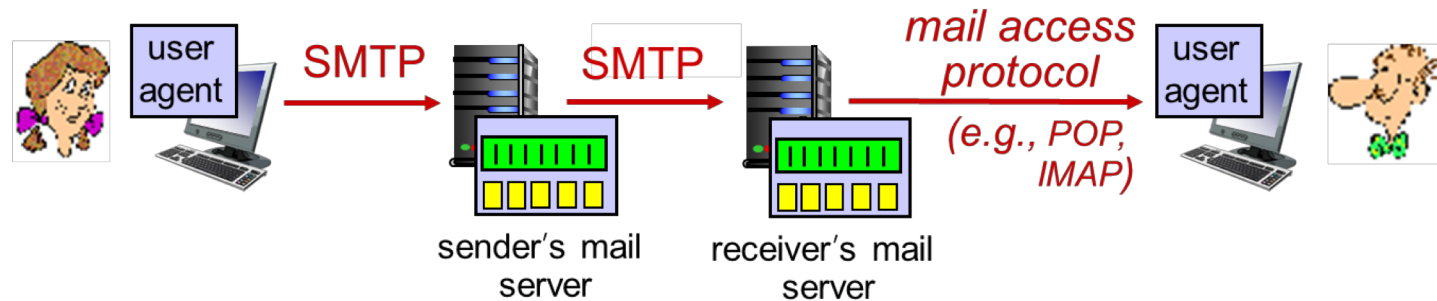 user
agent
SMTP
SMTP
mail access
protocol
(e.g., POP,
IMAP)
user
agent
sender's mail
server
receiver's mail
server